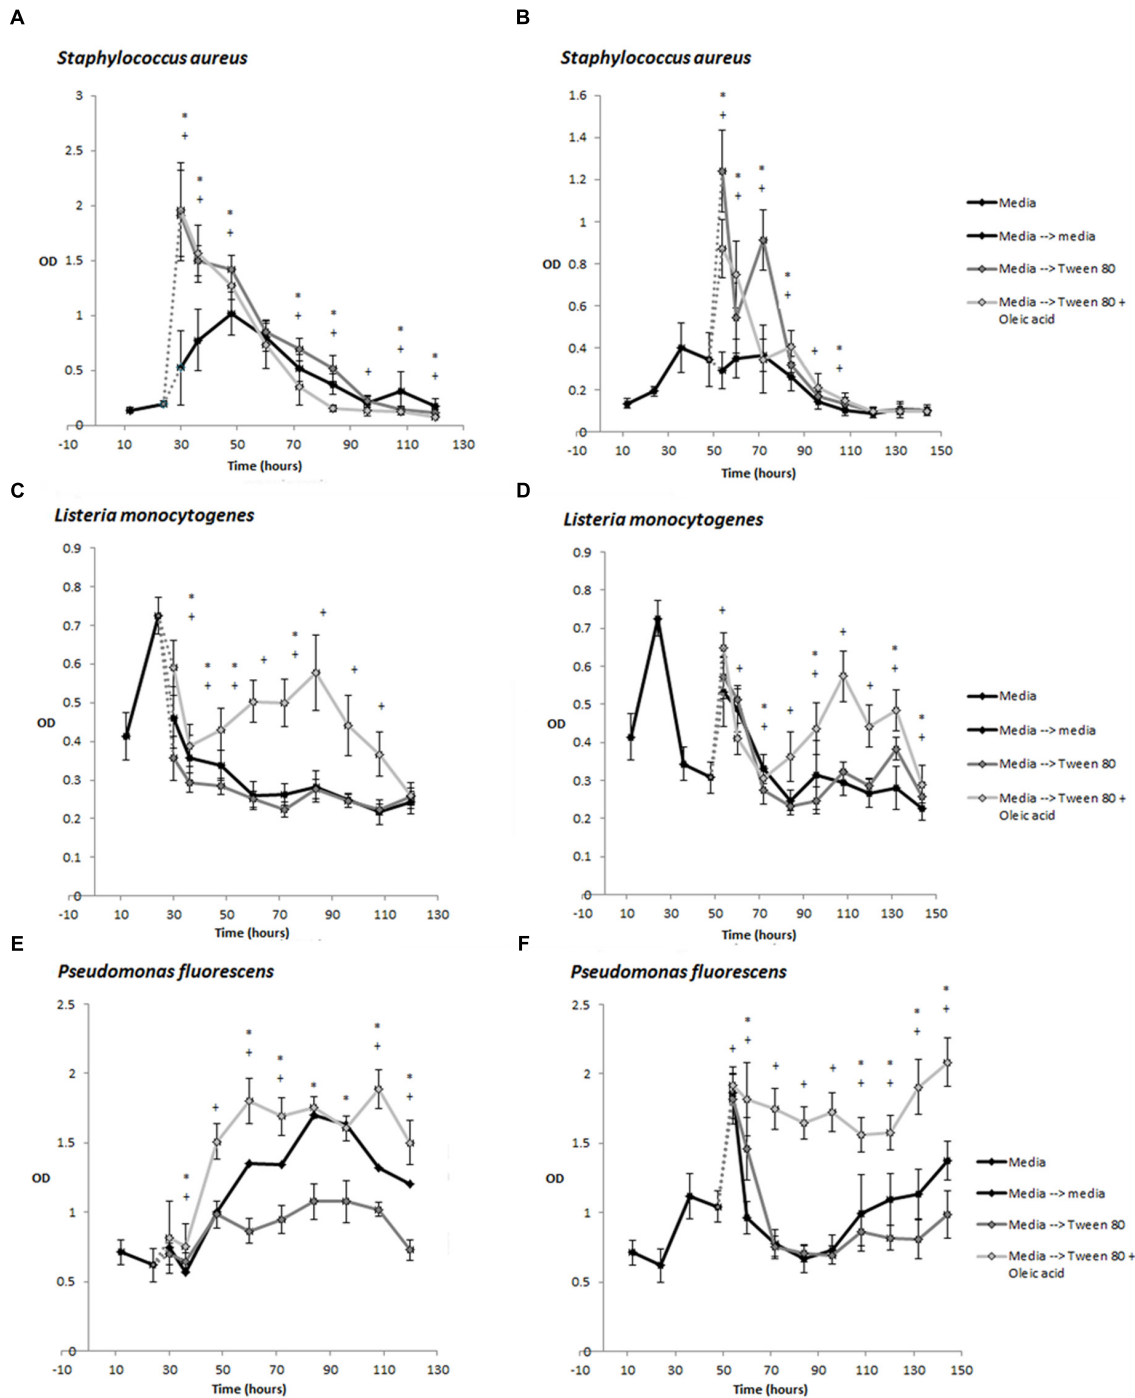 A
B
Staphylococcus aureus
Staphylococcus aureus
3
2.5
2
1.5
1
0.5
0
OD
* + * + * + * + * + + * + * +
-10 10 30 50 70 90 110 130
Time (hours)
1.6
1.4
1.2
1
0.8
0.6
0.4
0.2
0
OD
* + * + * + * + + * +
-10 10 30 50 70 90 110 130 150
Time (hours)
Media
Media --> media
Media --> Tween 80
Media --> Tween 80 +
Oleic acid
C
D
Listeria monocytogenes
Listeria monocytogenes
0.9
0.8
0.7
0.6
0.5
0.4
0.3
0.2
0.1
0
OD
* + * + * + + * + + + +
-10 10 30 50 70 90 110 130
Time (hours)
0.9
0.8
0.7
0.6
0.5
0.4
0.3
0.2
0.1
0
OD
+ + * + + * + + + * + * +
-10 10 30 50 70 90 110 130 150
Time (hours)
Media
Media --> media
Media --> Tween 80
Media --> Tween 80 +
Oleic acid
E
F
Pseudomonas fluorescens
Pseudomonas fluorescens
2.5
2
1.5
1
0.5
0
OD
* + + * + * + * * * + * +
-10 10 30 50 70 90 110 130 150
Time (hours)
2.5
2
1.5
1
0.5
0
OD
+ * + + + + * + * + * + * +
-10 10 30 50 70 90 110 130 150
Time (hours)
Media
Media --> media
Media --> Tween 80
Media --> Tween 80 +
Oleic acid